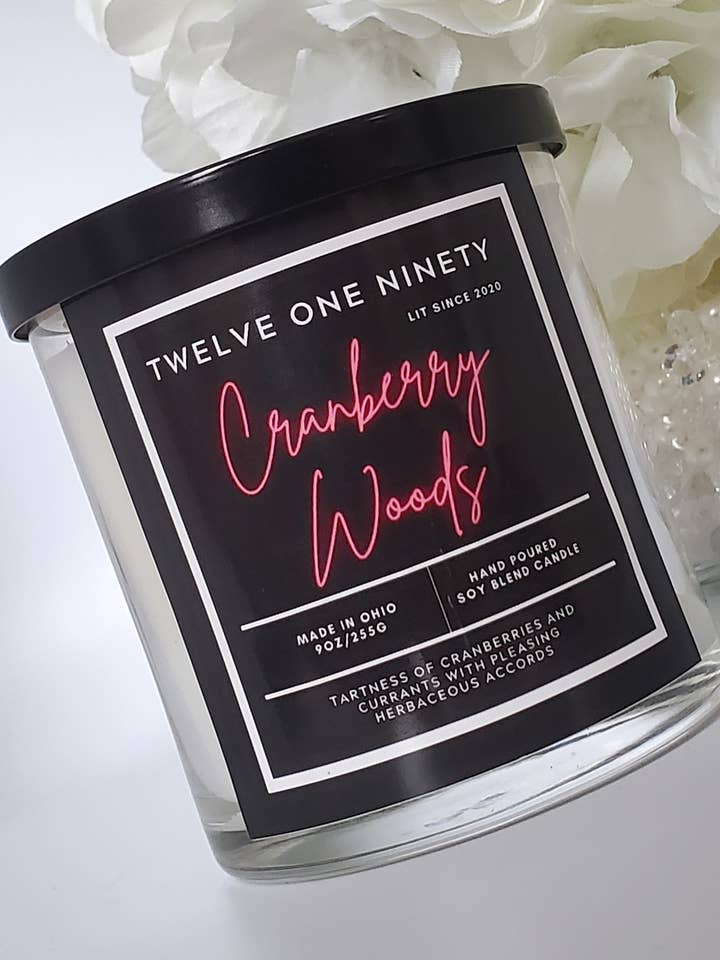 TWELVE ONE NINETY
LIT SINCE 2020
Cranberry
Woods
MADE IN OHIO
9OZ/255G
HAND POURED
SOY BLEND CANDLE
TARTNESS OF CRANBERRIES AND
CURRANTS WITH PLEASING
HERBACEOUS ACCORDS